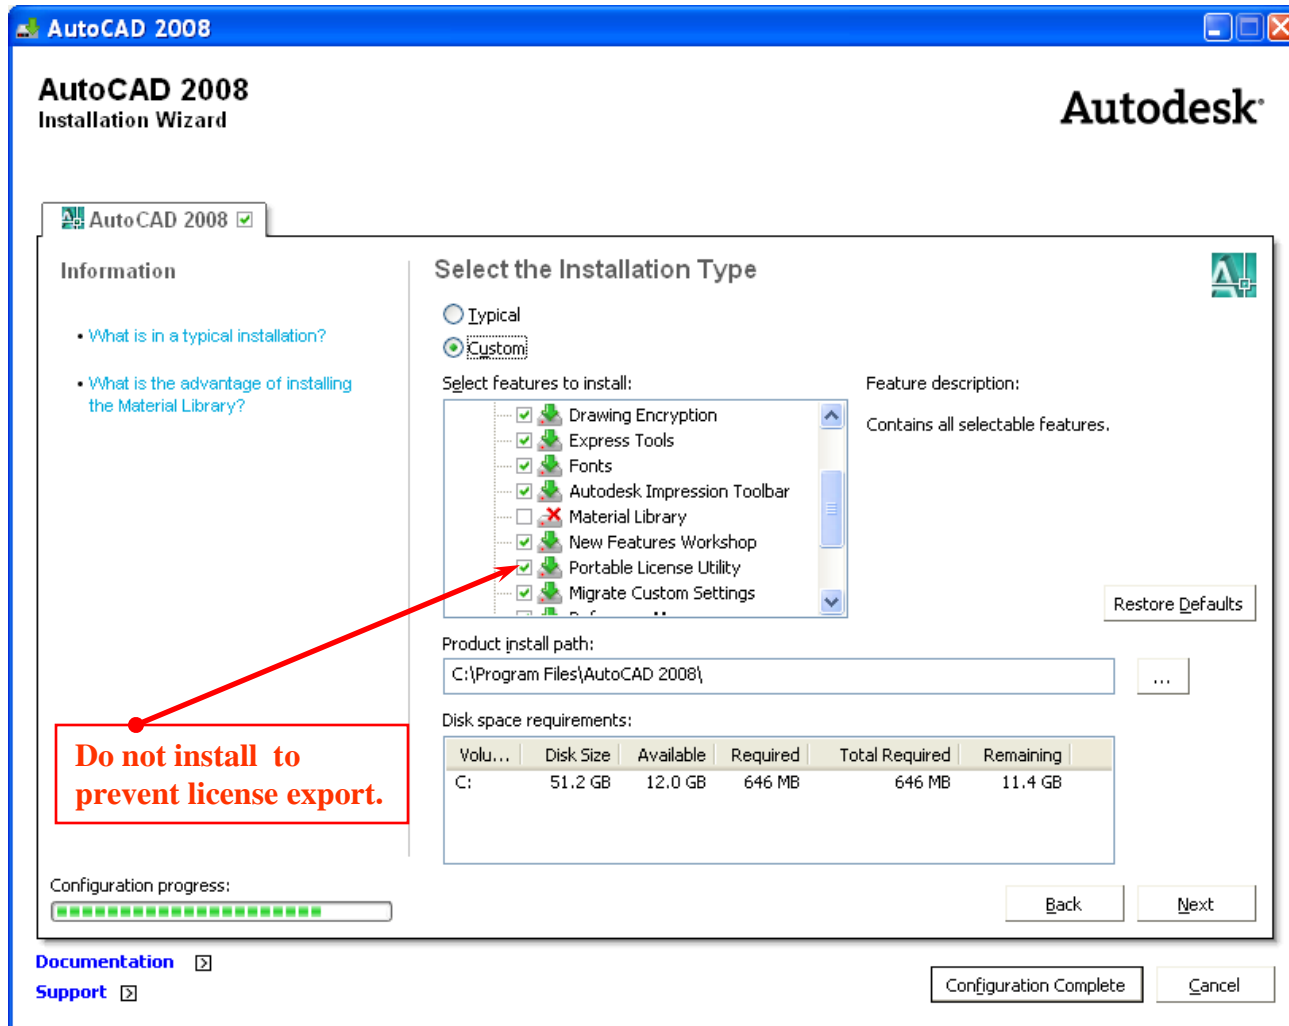 AutoCAD 2008
AutoCAD 2008
Installation Wizard
Autodesk
AutoCAD 2008
Information
• What is in a typical installation?
• What is the advantage of installing
the Material Library?
Select the Installation Type
Typical
Custom
Select features to install:
Drawing Encryption
Express Tools
Fonts
Autodesk Impression Toolbar
Material Library
New Features Workshop
Portable License Utility
Migrate Custom Settings
Feature description:
Contains all selectable features.
Restore Defaults
Product install path:
C:\Program Files\AutoCAD 2008\
...
Disk space requirements:
Volu... Disk Size Available Required Total Required Remaining
C: 51.2 GB 12.0 GB 646 MB 646 MB 11.4 GB
Do not install to
prevent license export.
Configuration progress:
Back Next
Documentation
Support
Configuration Complete Cancel